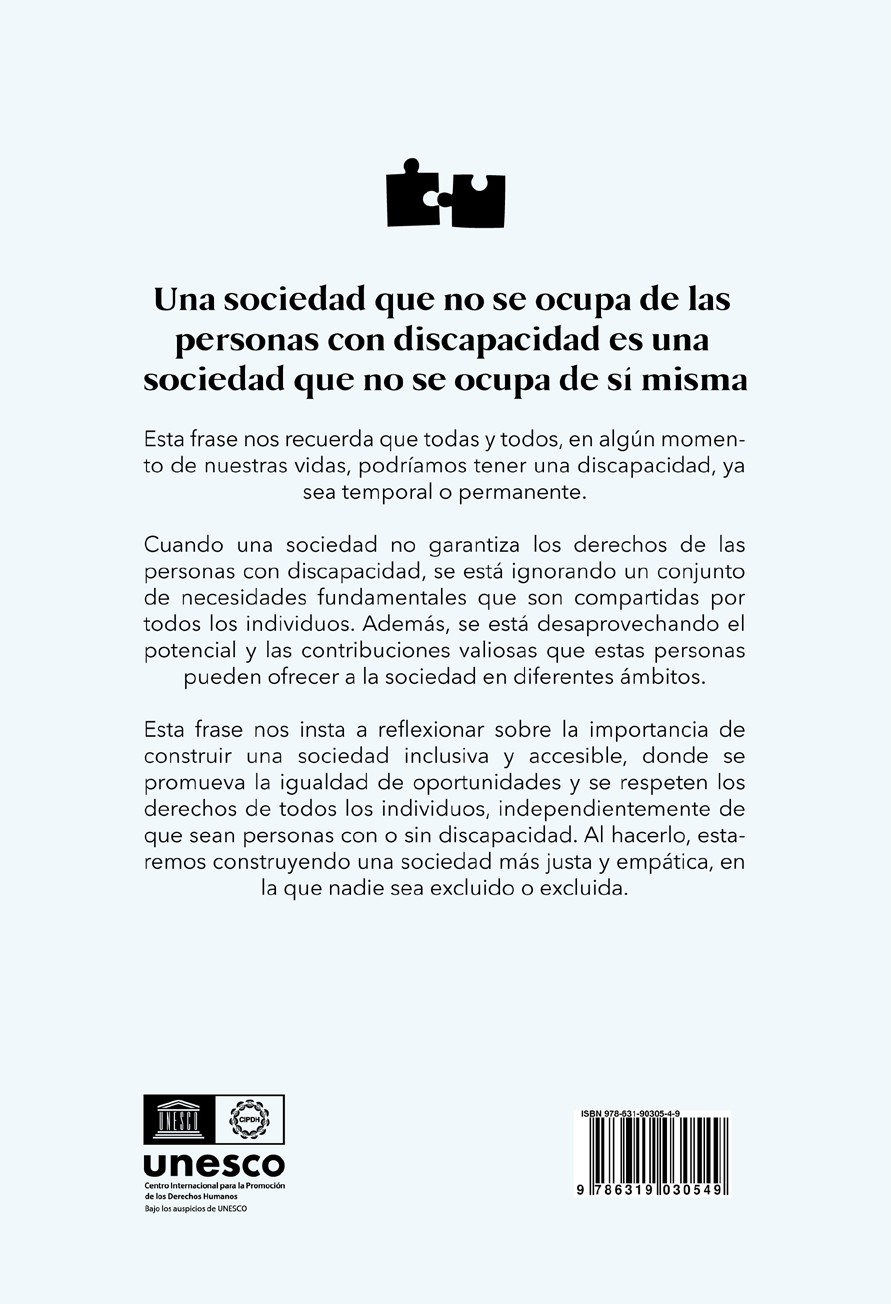 Una sociedad que no se ocupa de las
personas con discapacidad es una
sociedad que no se ocupa de sí misma
Esta frase nos recuerda que todas y todos, en algún momen-
to de nuestras vidas, podríamos tener una discapacidad, ya
sea temporal o permanente.
Cuando una sociedad no garantiza los derechos de las
personas con discapacidad, se está ignorando un conjunto
de necesidades fundamentales que son compartidas por
todos los individuos. Además, se está desaprovechando el
potencial y las contribuciones valiosas que estas personas
pueden ofrecer a la sociedad en diferentes ámbitos.
Esta frase nos insta a reflexionar sobre la importancia de
construir una sociedad inclusiva y accesible, donde se
promueva la igualdad de oportunidades y se respeten los
derechos de todos los individuos, independientemente de
que sean personas con o sin discapacidad. Al hacerlo, esta-
remos construyendo una sociedad más justa y empática, en
la que nadie sea excluido o excluida.
UNESCO
CIPDH
unesco
Centro Internacional para la Promoción
de los Derechos Humanos
Bajo los auspicios de UNESCO
ISBN 978-631-90305-4-9
9 786319 030549